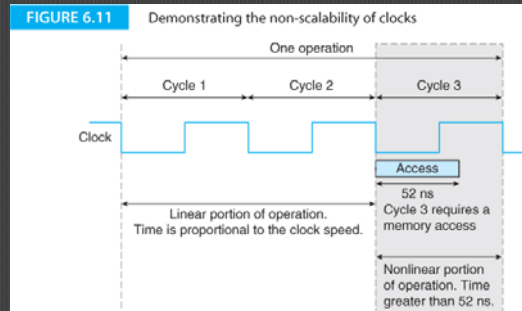 FIGURE 6.11 Demonstrating the non-scalability of clocks
One operation
Cycle 1 Cycle 2 Cycle 3
Clock
Access
52 ns
Cycle 3 requires a
memory access
Linear portion of operation.
Time is proportional to the clock speed.
Nonlinear portion
of operation. Time
greater than 52 ns.